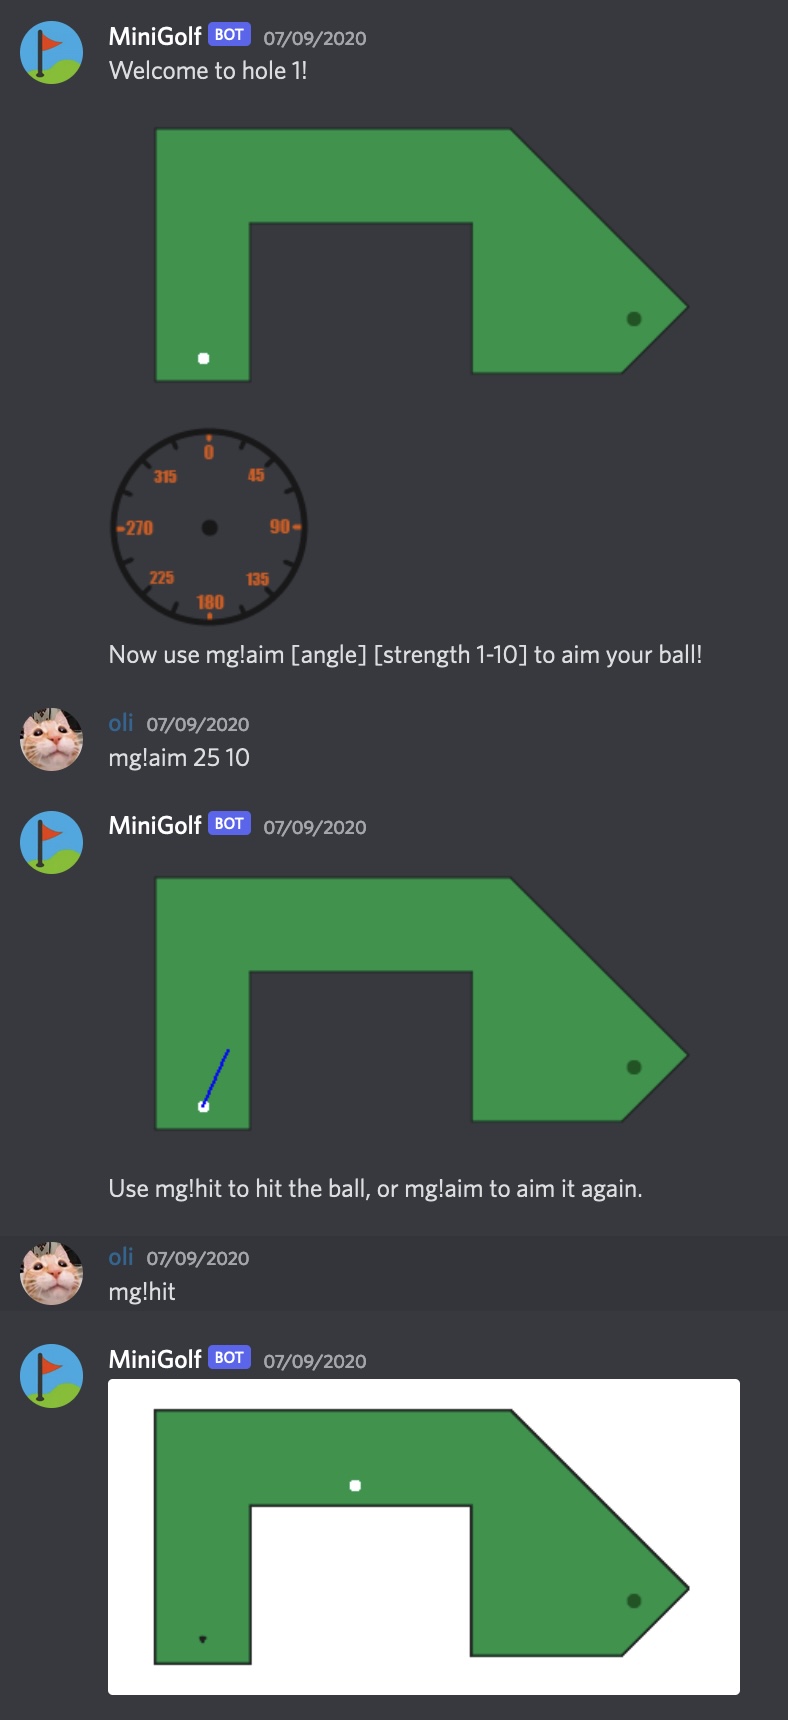 MiniGolf BOT 07/09/2020
Welcome to hole 1!
0
315 45
270 90
225 135
180
Now use mg!aim [angle] [strength 1-10] to aim your ball!
oli 07/09/2020
mg!aim 25 10
MiniGolf BOT 07/09/2020
Use mg!hit to hit the ball, or mg!aim to aim it again.
oli 07/09/2020
mg!hit
MiniGolf BOT 07/09/2020